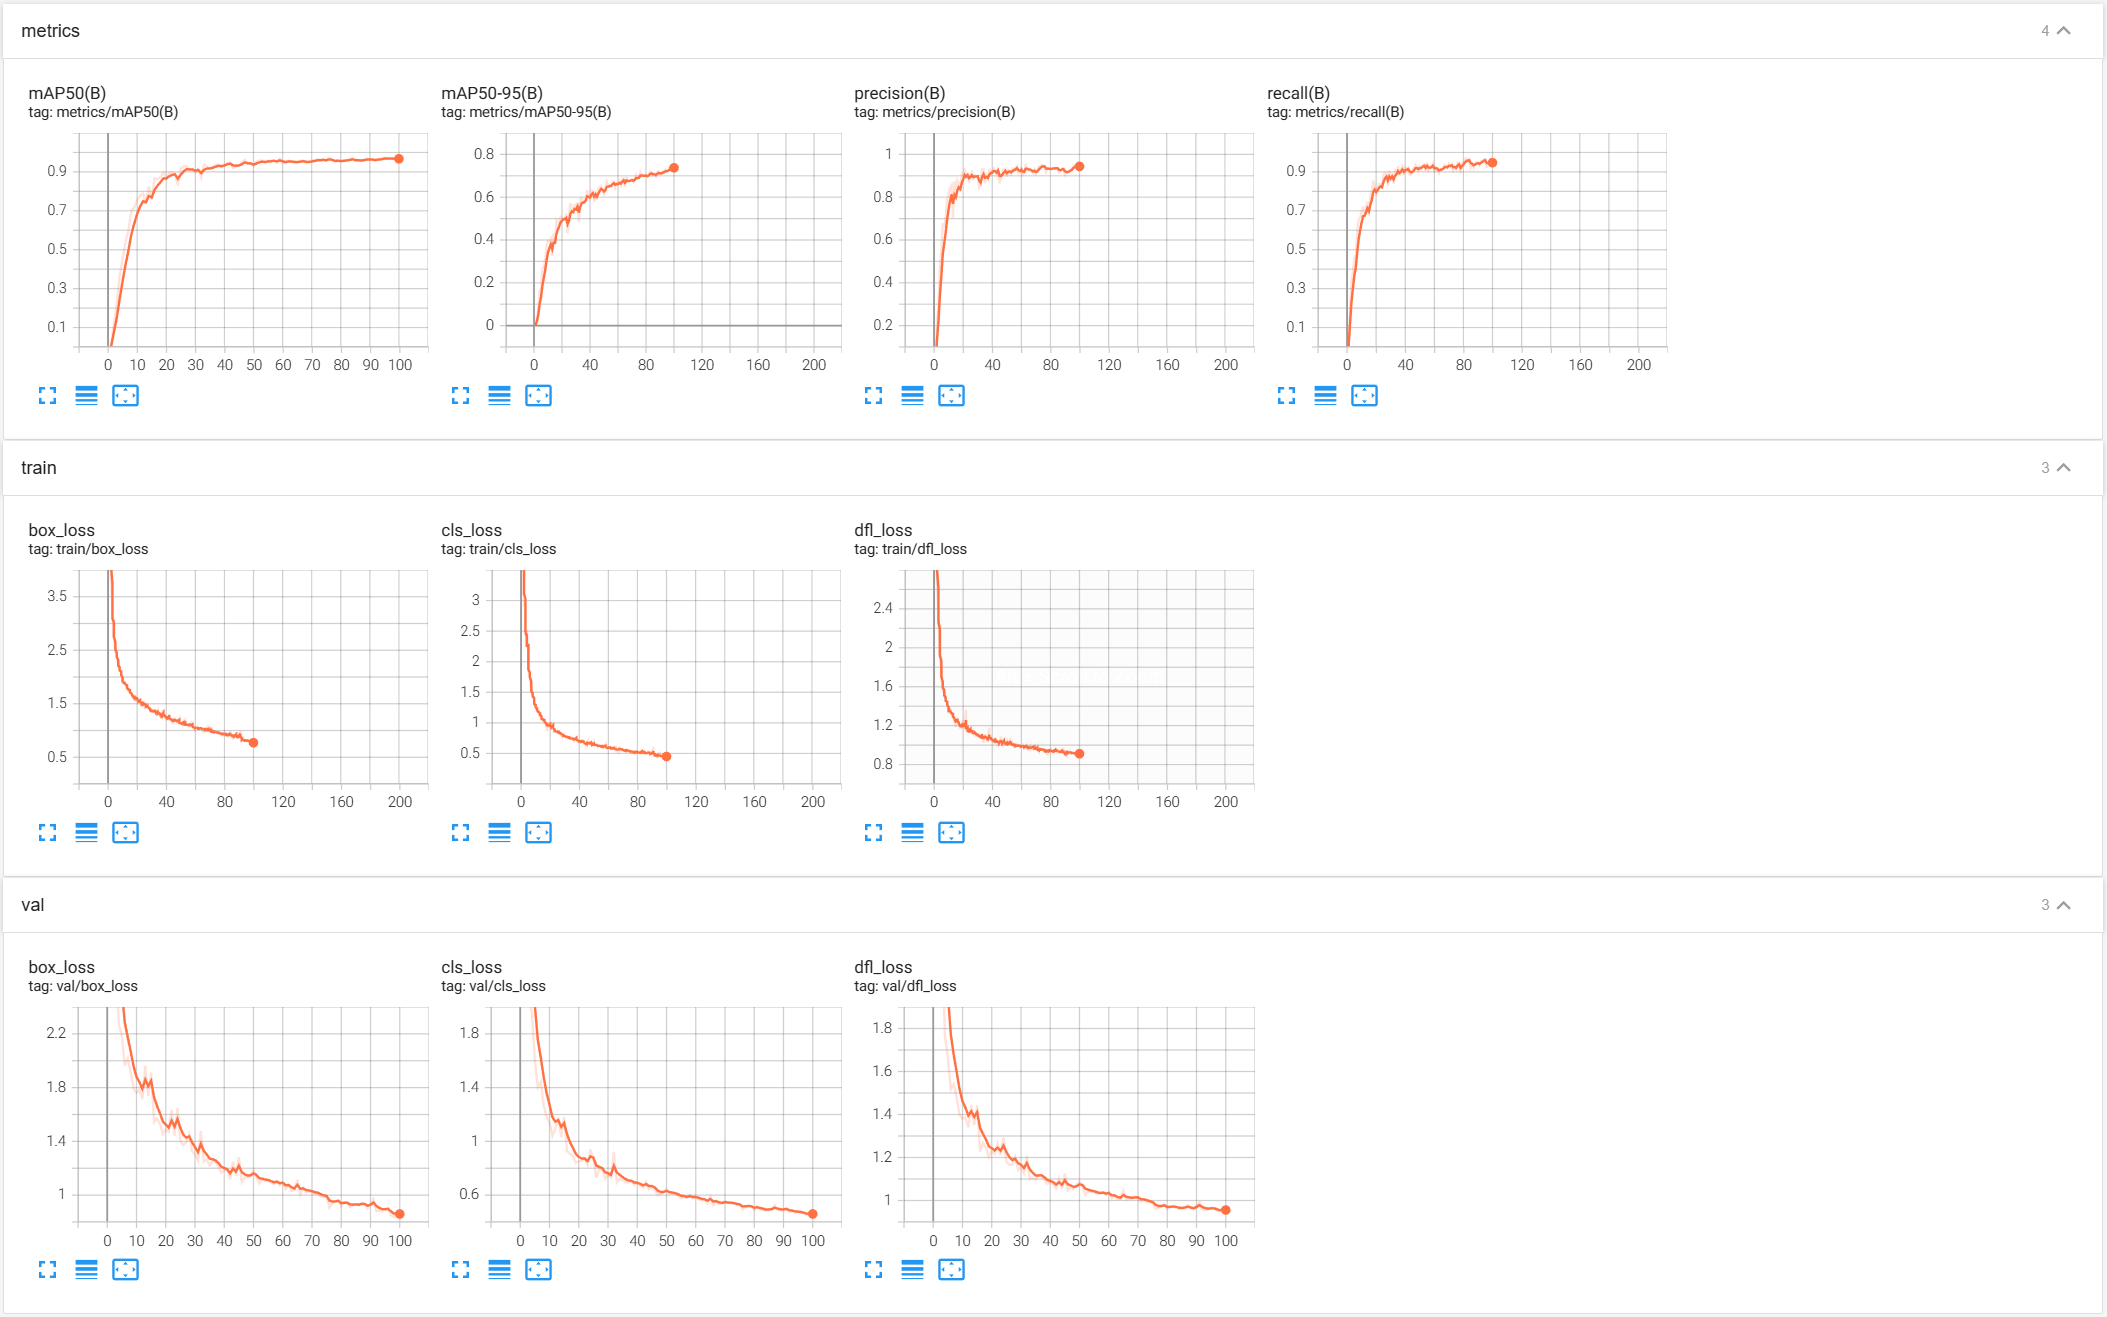 metrics
4
mAP50(B)
tag: metrics/mAP50(B)
0.9
0.7
0.5
0.3
0.1
0 10 20 30 40 50 60 70 80 90 100
mAP50-95(B)
tag: metrics/mAP50-95(B)
0.8
0.6
0.4
0.2
0
0 40 80 120 160 200
precision(B)
tag: metrics/precision(B)
1
0.8
0.6
0.4
0.2
0 40 80 120 160 200
recall(B)
tag: metrics/recall(B)
0.9
0.7
0.5
0.3
0.1
0 40 80 120 160 200
train
3
box_loss
tag: train/box_loss
3.5
2.5
1.5
0.5
0 40 80 120 160 200
cls_loss
tag: train/cls_loss
3
2.5
2
1.5
1
0.5
0 40 80 120 160 200
dfl_loss
tag: train/dfl_loss
2.4
2
1.6
1.2
0.8
0 40 80 120 160 200
val
3
box_loss
tag: val/box_loss
2.2
1.8
1.4
1
0 10 20 30 40 50 60 70 80 90 100
cls_loss
tag: val/cls_loss
1.8
1.4
1
0.6
0 10 20 30 40 50 60 70 80 90 100
dfl_loss
tag: val/dfl_loss
1.8
1.6
1.4
1.2
1
0 10 20 30 40 50 60 70 80 90 100